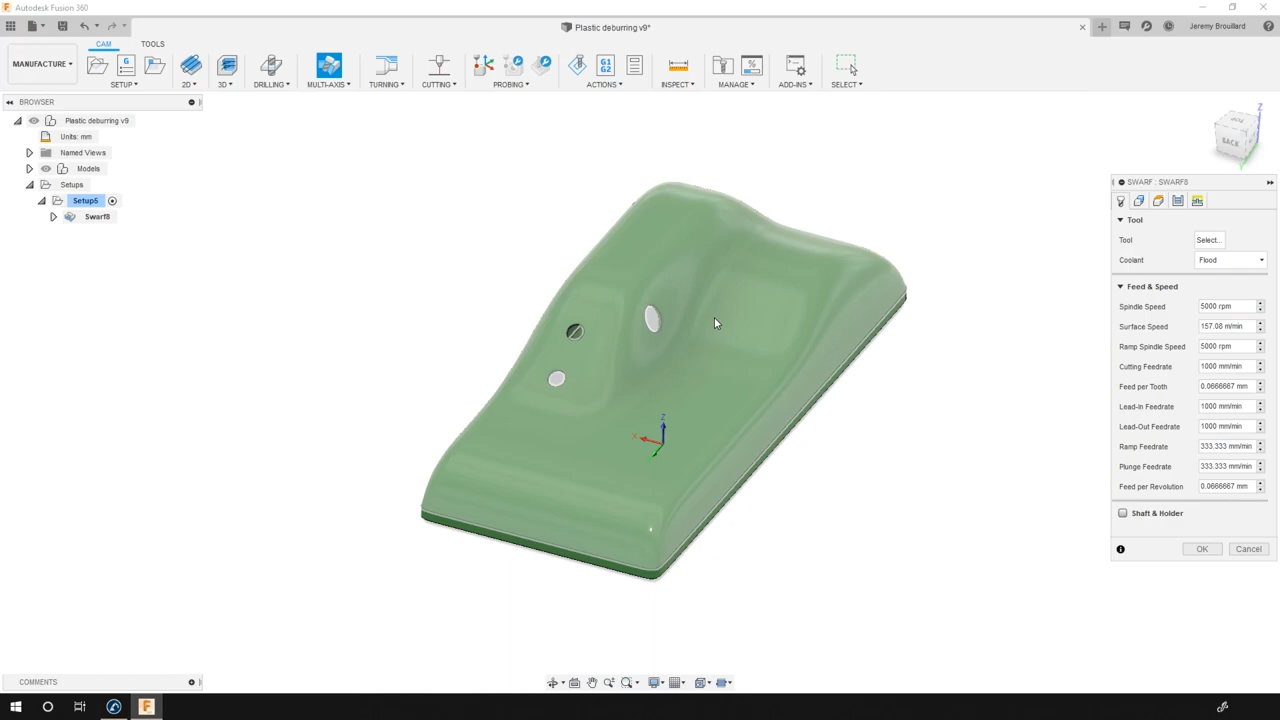 Autodesk Fusion 360
Plastic deburring v9*
Jeremy Brouillard
CAM TOOLS
MANUFACTURE
SETUP 2D 3D DRILLING MULTI-AXIS TURNING CUTTING PROBING ACTIONS INSPECT MANAGE ADD-INS SELECT
G
G1
G2
%
BROWSER
Plastic deburring v9
Units: mm
Named Views
Models
Setups
Setup5
Swarf8
Z
TOP
BACK
Z
X
SWARF : SWARF8
Tool
Tool Select...
Coolant Flood
Feed & Speed
Spindle Speed 5000 rpm
Surface Speed 157.08 m/min
Ramp Spindle Speed 5000 rpm
Cutting Feedrate 1000 mm/min
Feed per Tooth 0.0666667 mm
Lead-in Feedrate 1000 mm/min
Lead-Out Feedrate 1000 mm/min
Ramp Feedrate 333.333 mm/min
Plunge Feedrate 333.333 mm/min
Feed per Revolution 0.0666667 mm
Shaft & Holder
OK Cancel
COMMENTS